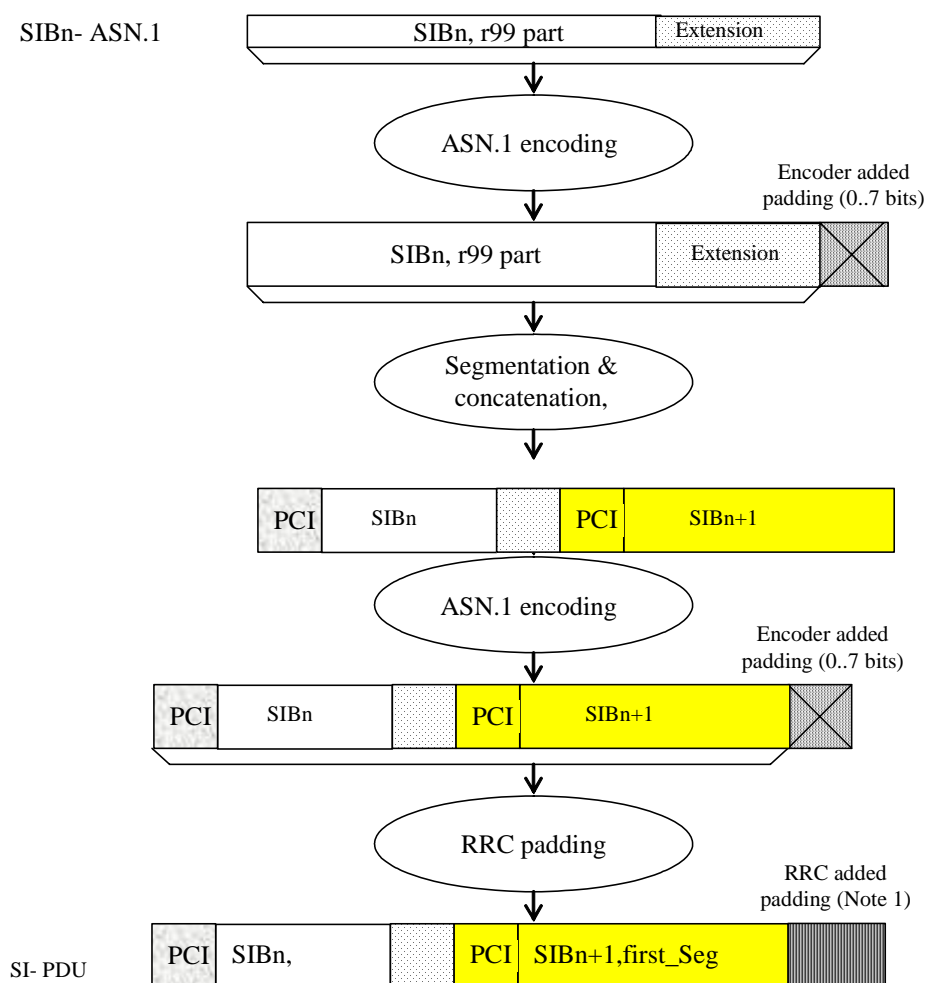 SIBn- ASN.1
SIBn, r99 part
Extension
ASN.1 encoding
Encoder added
padding (0..7 bits)
SIBn, r99 part
Extension
Segmentation &
concatenation,
PCI
SIBn
PCI
SIBn+1
ASN.1 encoding
Encoder added
padding (0..7 bits)
PCI
SIBn
PCI
SIBn+1
RRC padding
RRC added
padding (Note 1)
SI- PDU
PCI
SIBn,
PCI
SIBn+1,first_Seg